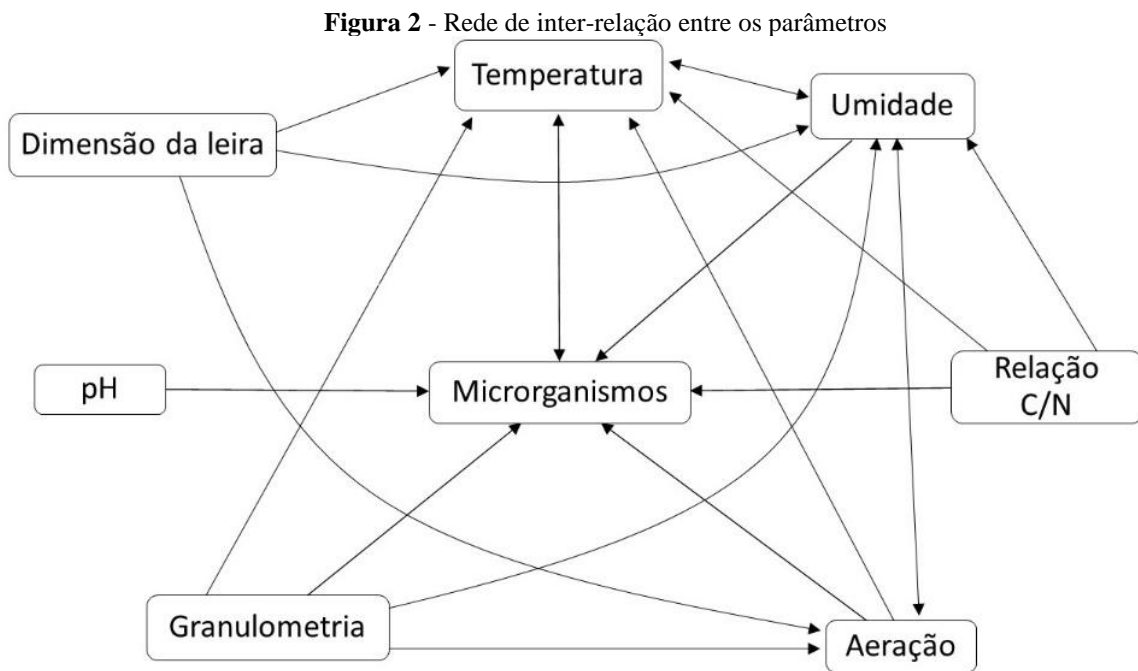 Figura 2 - Rede de inter-relação entre os parâmetros
Temperatura
Umidade
Dimensão da leira
pH
Microrganismos
Relação
C/N
Granulometria
Aeração